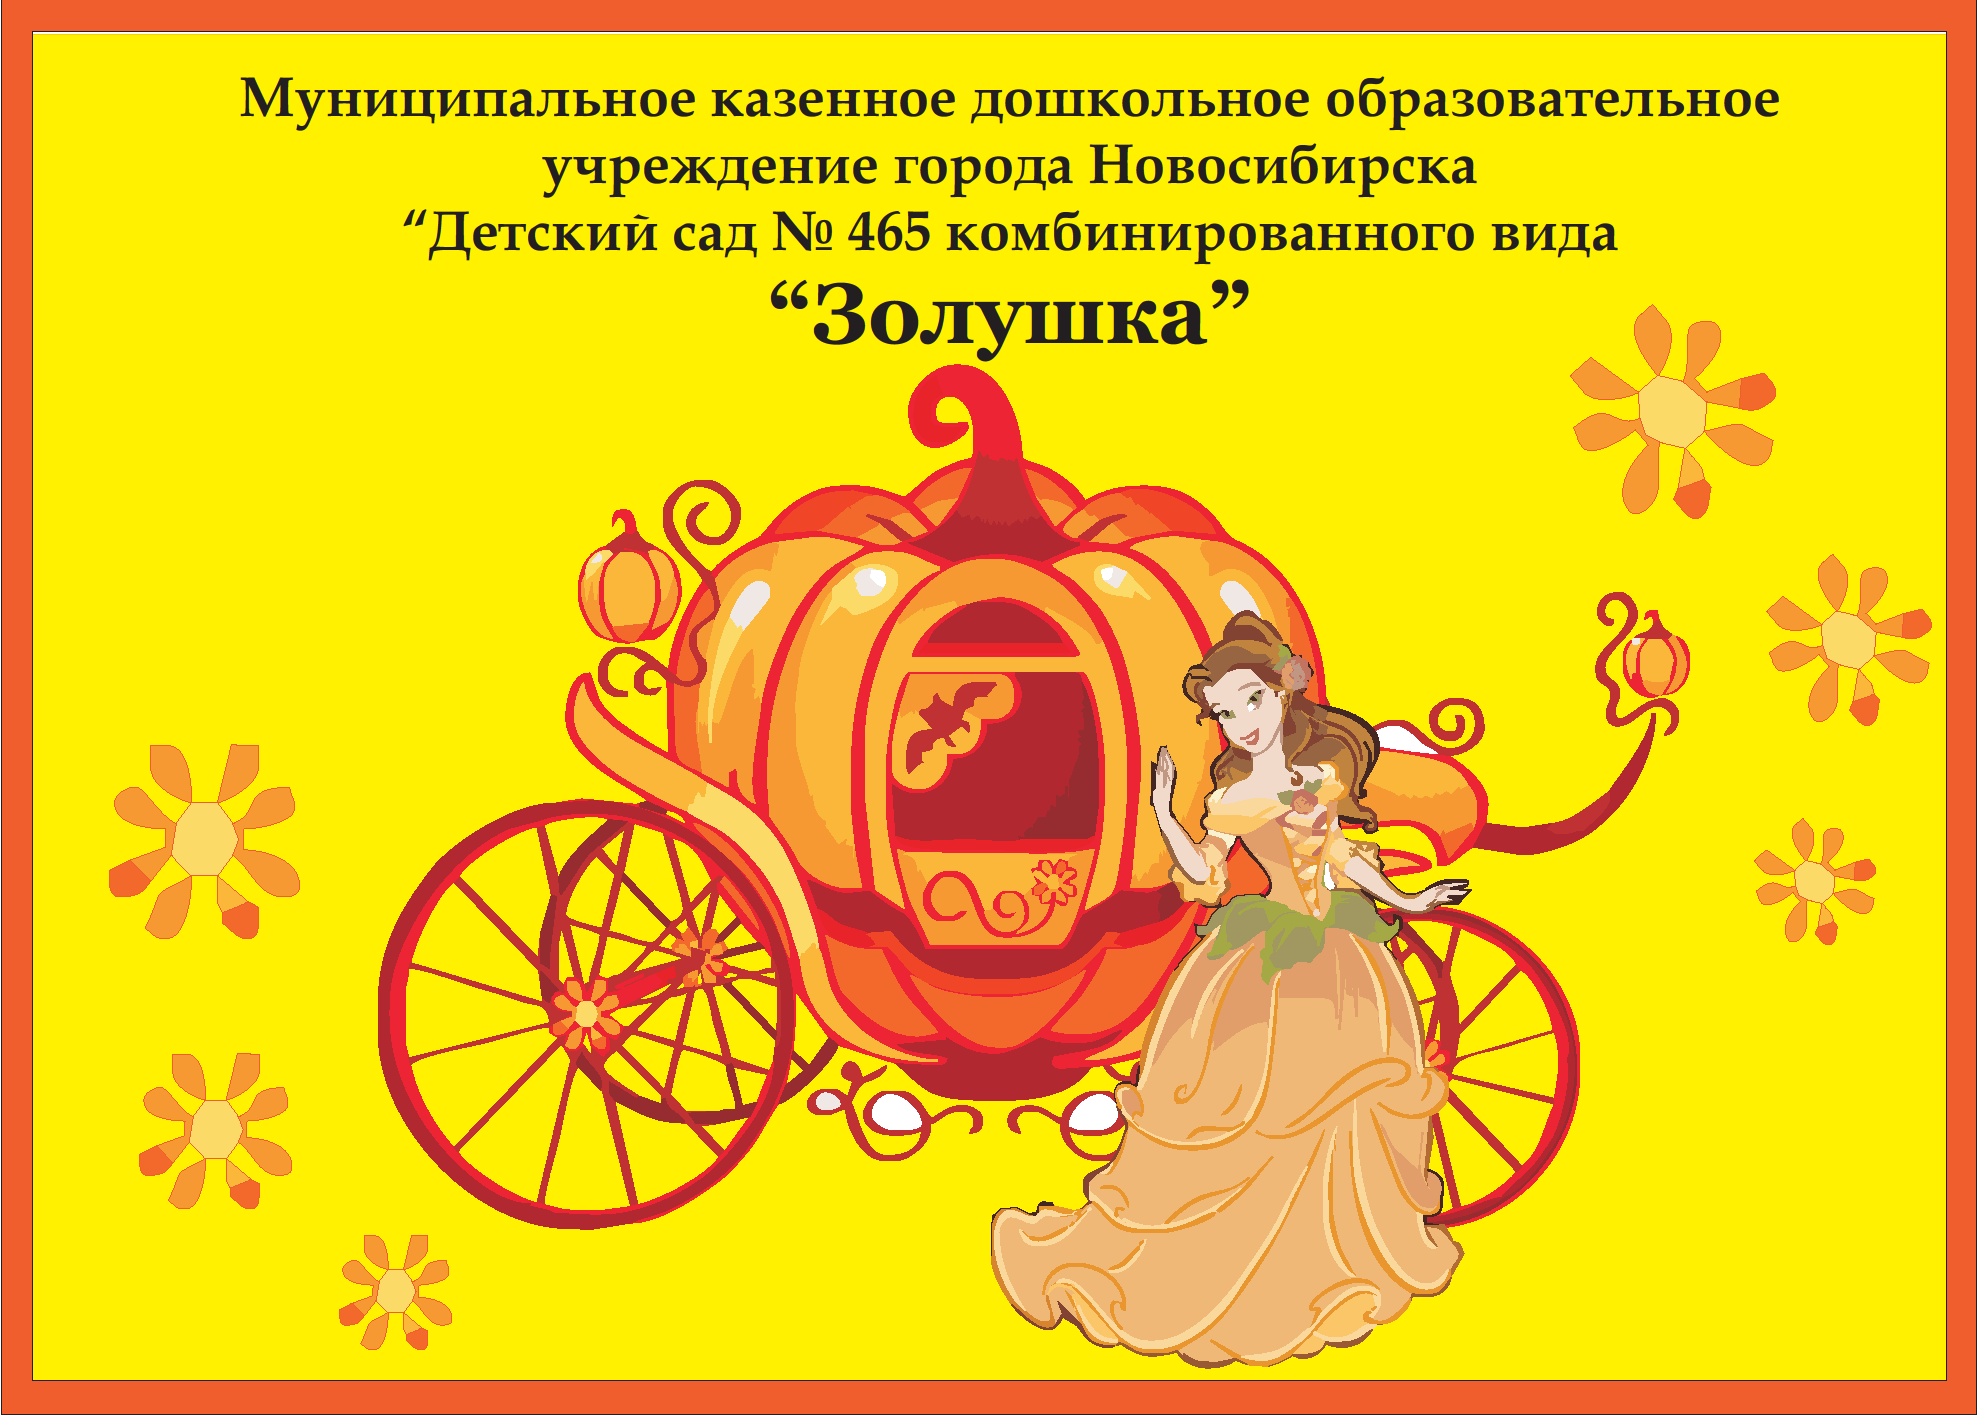 Муниципальное казенное дошкольное образовательное
учреждение города Новосибирска
“Детский сад № 465 комбинированного вида
“Золушка”